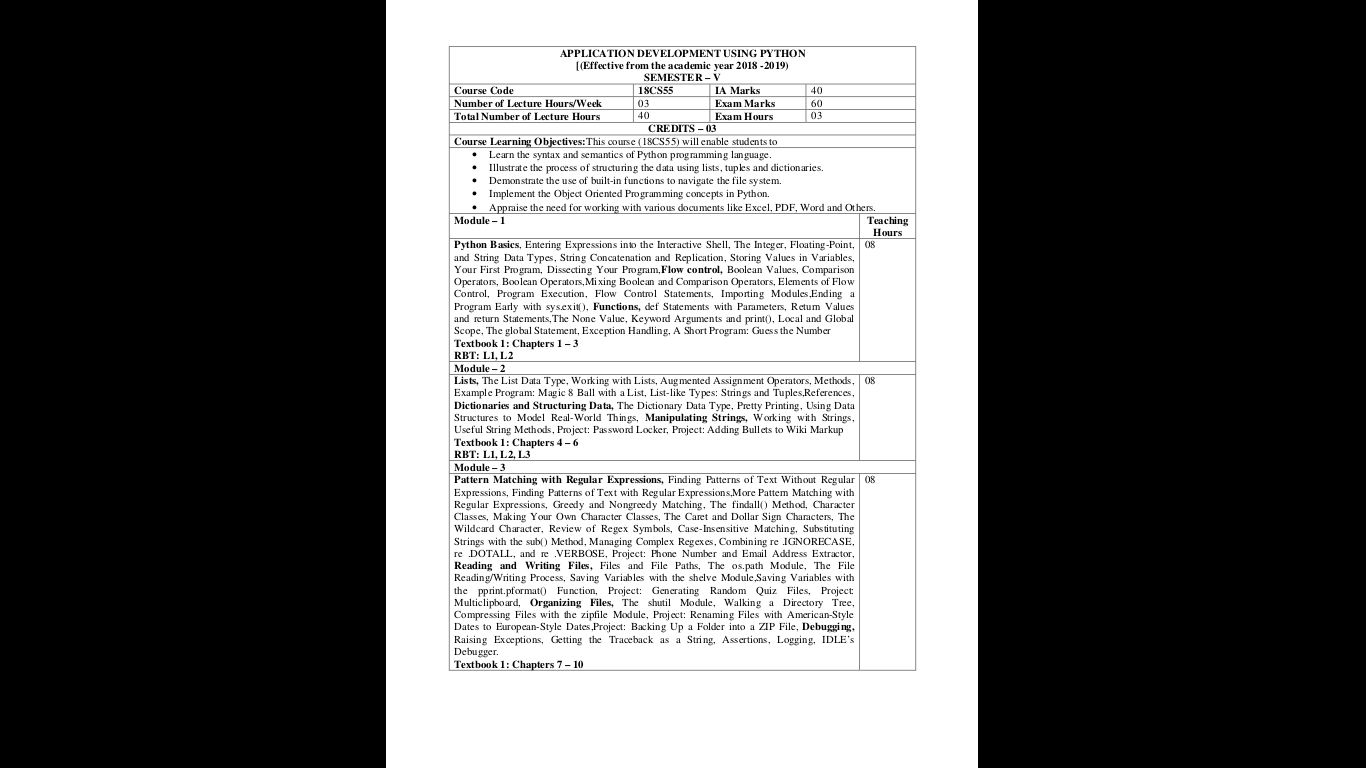 APPLICATION DEVELOPMENT USING PYTHON
[(Effective from the academic year 2018 -2019)
SEMESTER – V
Course Code 18CS55 IA Marks 40
Number of Lecture Hours/Week 03 Exam Marks 60
Total Number of Lecture Hours 40 Exam Hours 03
CREDITS – 03
Course Learning Objectives:This course (18CS55) will enable students to
• Learn the syntax and semantics of Python programming language.
• Illustrate the process of structuring the data using lists, tuples and dictionaries.
• Demonstrate the use of built-in functions to navigate the file system.
• Implement the Object Oriented Programming concepts in Python.
• Appraise the need for working with various documents like Excel, PDF, Word and Others.
Module – 1 Teaching
Hours
Python Basics, Entering Expressions into the Interactive Shell, The Integer, Floating-Point, 08
and String Data Types, String Concatenation and Replication, Storing Values in Variables,
Your First Program, Dissecting Your Program,Flow control, Boolean Values, Comparison
Operators, Boolean Operators,Mixing Boolean and Comparison Operators, Elements of Flow
Control, Program Execution, Flow Control Statements, Importing Modules,Ending a
Program Early with sys.exit(), Functions, def Statements with Parameters, Return Values
and return Statements,The None Value, Keyword Arguments and print(), Local and Global
Scope, The global Statement, Exception Handling, A Short Program: Guess the Number
Textbook 1: Chapters 1 – 3
RBT: L1, L2
Module – 2
Lists, The List Data Type, Working with Lists, Augmented Assignment Operators, Methods, 08
Example Program: Magic 8 Ball with a List, List-like Types: Strings and Tuples,References,
Dictionaries and Structuring Data, The Dictionary Data Type, Pretty Printing, Using Data
Structures to Model Real-World Things, Manipulating Strings, Working with Strings,
Useful String Methods, Project: Password Locker, Project: Adding Bullets to Wiki Markup
Textbook 1: Chapters 4 – 6
RBT: L1, L2, L3
Module – 3
Pattern Matching with Regular Expressions, Finding Patterns of Text Without Regular 08
Expressions, Finding Patterns of Text with Regular Expressions,More Pattern Matching with
Regular Expressions, Greedy and Nongreedy Matching, The findall() Method, Character
Classes, Making Your Own Character Classes, The Caret and Dollar Sign Characters, The
Wildcard Character, Review of Regex Symbols, Case-Insensitive Matching, Substituting
Strings with the sub() Method, Managing Complex Regexes, Combining re .IGNORECASE,
re .DOTALL, and re .VERBOSE, Project: Phone Number and Email Address Extractor,
Reading and Writing Files, Files and File Paths, The os.path Module, The File
Reading/Writing Process, Saving Variables with the shelve Module,Saving Variables with
the pprint.pformat() Function, Project: Generating Random Quiz Files, Project:
Multiclipboard, Organizing Files, The shutil Module, Walking a Directory Tree,
Compressing Files with the zipfile Module, Project: Renaming Files with American-Style
Dates to European-Style Dates,Project: Backing Up a Folder into a ZIP File, Debugging,
Raising Exceptions, Getting the Traceback as a String, Assertions, Logging, IDLE‟s
Debugger.
Textbook 1: Chapters 7 – 10